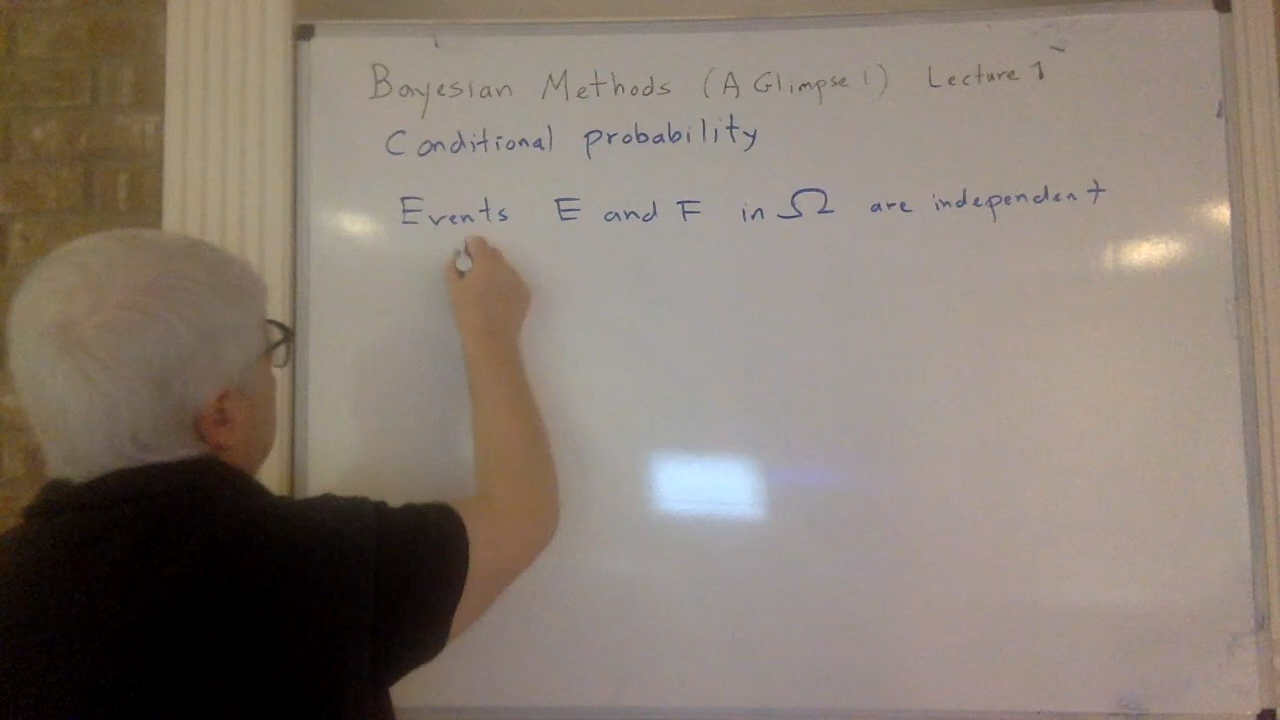 Bayesian Methods (A Glimpse!) Lecture 1
Conditional probability
Events E and F in Ω are independent